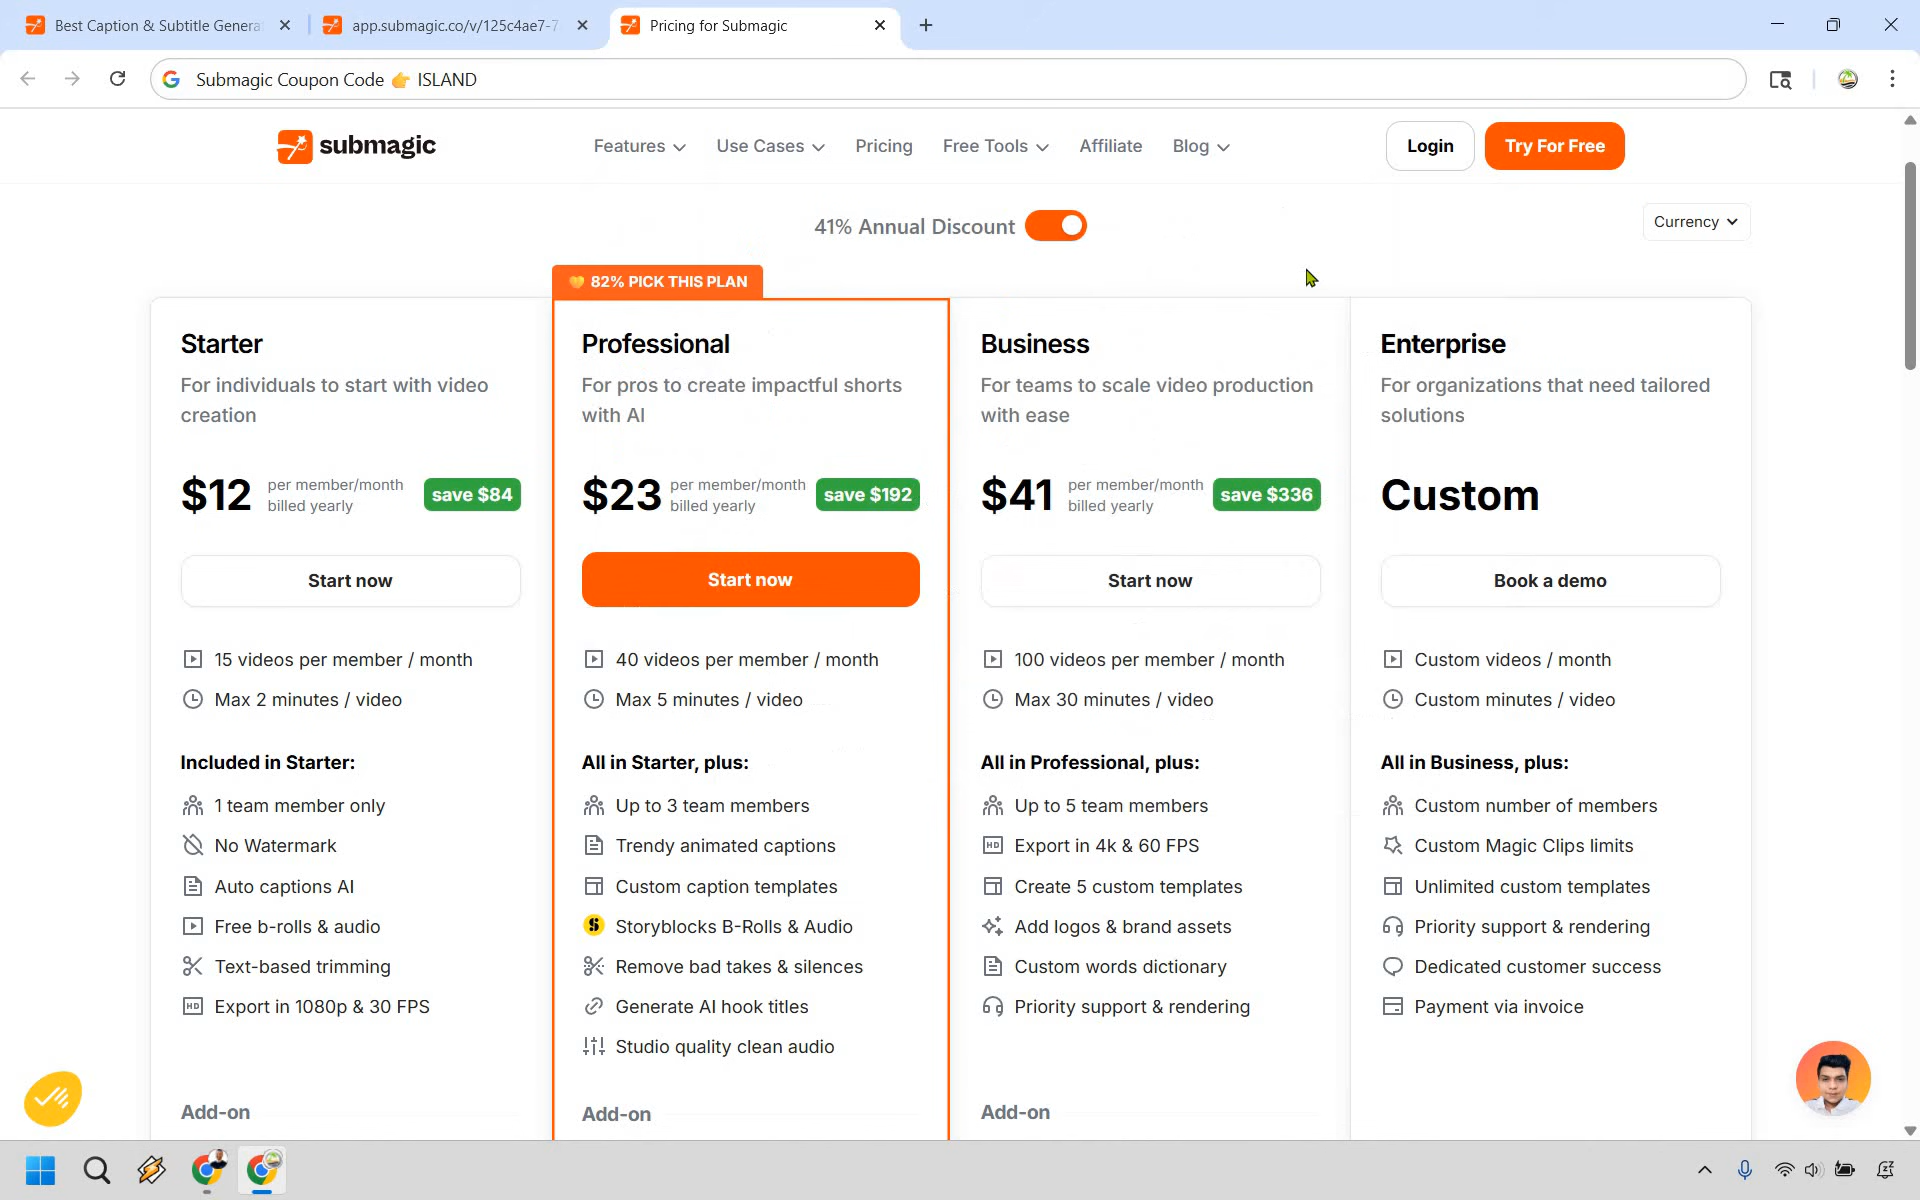 Best Caption & Subtitle Genera
app.submagic.co/v/125c4ae7-7
Pricing for Submagic
Submagic Coupon Code 👉 ISLAND
submagic
Features
Use Cases
Pricing
Free Tools
Affiliate
Blog
Login
Try For Free
41% Annual Discount
Currency
🧡 82% PICK THIS PLAN
Starter
For individuals to start with video
creation
$12
per member/month
billed yearly
save $84
Start now
15 videos per member / month
Max 2 minutes / video
Included in Starter:
1 team member only
No Watermark
Auto captions AI
Free b-rolls & audio
Text-based trimming
Export in 1080p & 30 FPS
Add-on
Professional
For pros to create impactful shorts
with AI
$23
per member/month
billed yearly
save $192
Start now
40 videos per member / month
Max 5 minutes / video
All in Starter, plus:
Up to 3 team members
Trendy animated captions
Custom caption templates
Storyblocks B-Rolls & Audio
Remove bad takes & silences
Generate AI hook titles
Studio quality clean audio
Add-on
Business
For teams to scale video production
with ease
$41
per member/month
billed yearly
save $336
Start now
100 videos per member / month
Max 30 minutes / video
All in Professional, plus:
Up to 5 team members
Export in 4k & 60 FPS
Create 5 custom templates
Add logos & brand assets
Custom words dictionary
Priority support & rendering
Add-on
Enterprise
For organizations that need tailored
solutions
Custom
Book a demo
Custom videos / month
Custom minutes / video
All in Business, plus:
Custom number of members
Custom Magic Clips limits
Unlimited custom templates
Priority support & rendering
Dedicated customer success
Payment via invoice